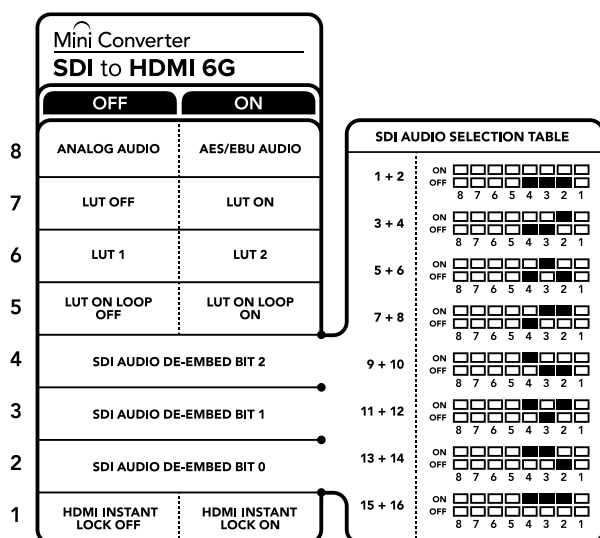 Mini Converter
SDI to HDMI 6G
OFF ON
8 ANALOG AUDIO AES/EBU AUDIO
7 LUT OFF LUT ON
6 LUT 1 LUT 2
5 LUT ON LOOP OFF LUT ON LOOP ON
4 SDI AUDIO DE-EMBED BIT 2
3 SDI AUDIO DE-EMBED BIT 1
2 SDI AUDIO DE-EMBED BIT 0
1 HDMI INSTANT LOCK OFF HDMI INSTANT LOCK ON
SDI AUDIO SELECTION TABLE
1 + 2
ON
OFF
8 7 6 5 4 3 2 1
3 + 4
ON
OFF
8 7 6 5 4 3 2 1
5 + 6
ON
OFF
8 7 6 5 4 3 2 1
7 + 8
ON
OFF
8 7 6 5 4 3 2 1
9 + 10
ON
OFF
8 7 6 5 4 3 2 1
11 + 12
ON
OFF
8 7 6 5 4 3 2 1
13 + 14
ON
OFF
8 7 6 5 4 3 2 1
15 + 16
ON
OFF
8 7 6 5 4 3 2 1